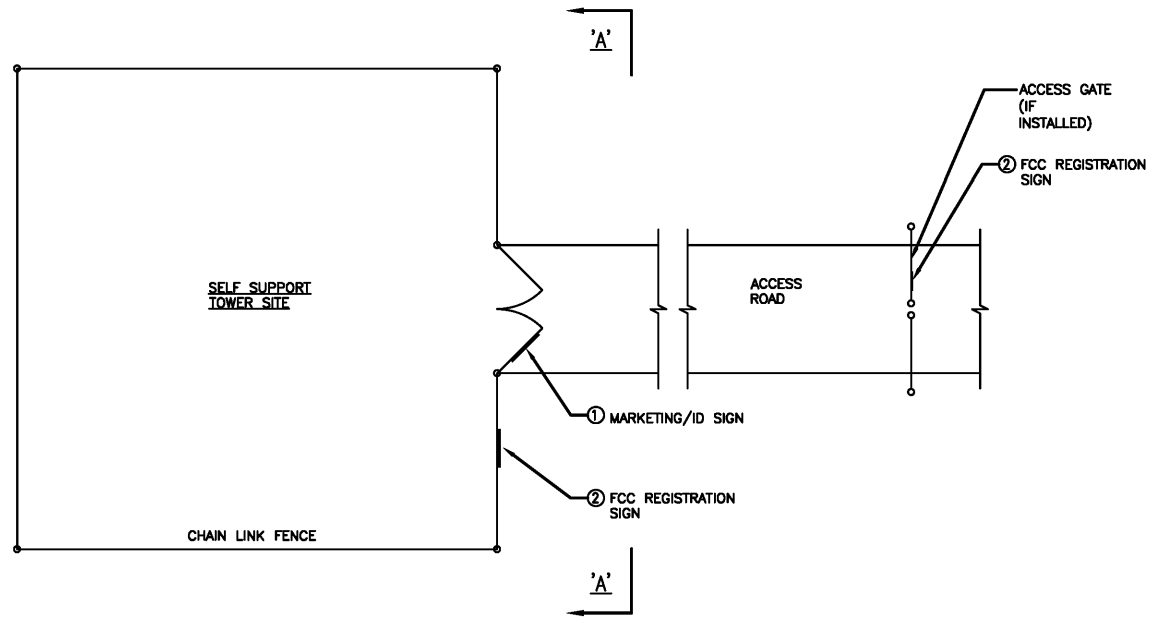 'A'
ACCESS GATE
(IF
INSTALLED)
② FCC REGISTRATION
SIGN
SELF SUPPORT
TOWER SITE
ACCESS
ROAD
① MARKETING/ID SIGN
② FCC REGISTRATION
SIGN
CHAIN LINK FENCE
'A'